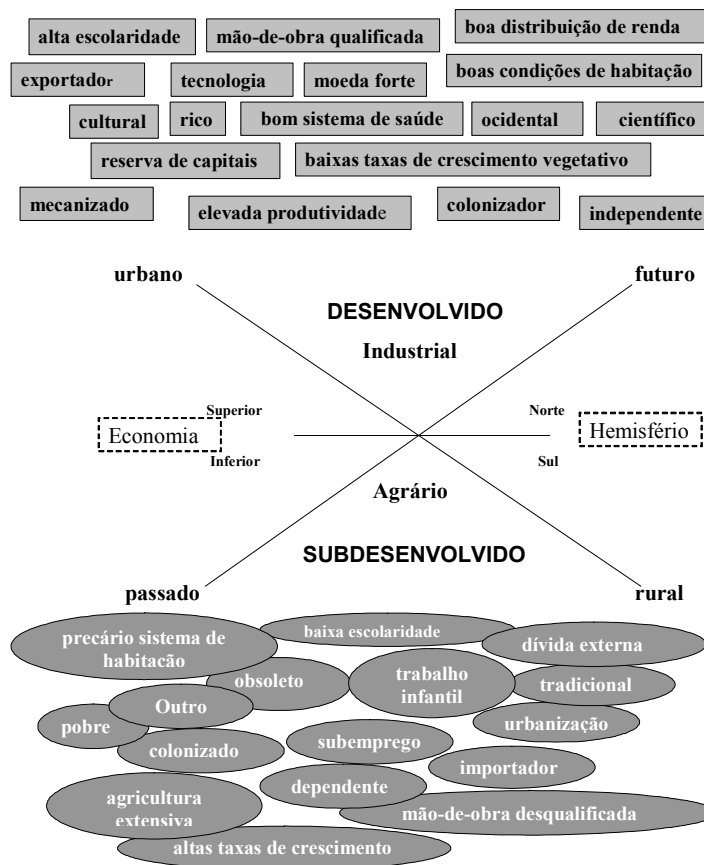 alta escolaridade
mão-de-obra qualificada
boa distribuição de renda
exportador
tecnologia
moeda forte
boas condições de habitação
cultural
rico
bom sistema de saúde
ocidental
científico
reserva de capitais
baixas taxas de crescimento vegetativo
mecanizado
elevada produtividade
colonizador
independente
urbano
futuro
DESENVOLVIDO
Industrial
Superior
Norte
Economia
Hemisfério
Inferior
Sul
Agrário
SUBDESENVOLVIDO
passado
rural
precário sistema de
habitacão
baixa escolaridade
dívida externa
obsoleto
trabalho
infantil
tradicional
Outro
pobre
urbanização
colonizado
subemprego
importador
dependente
agricultura
extensiva
mão-de-obra desqualificada
altas taxas de crescimento